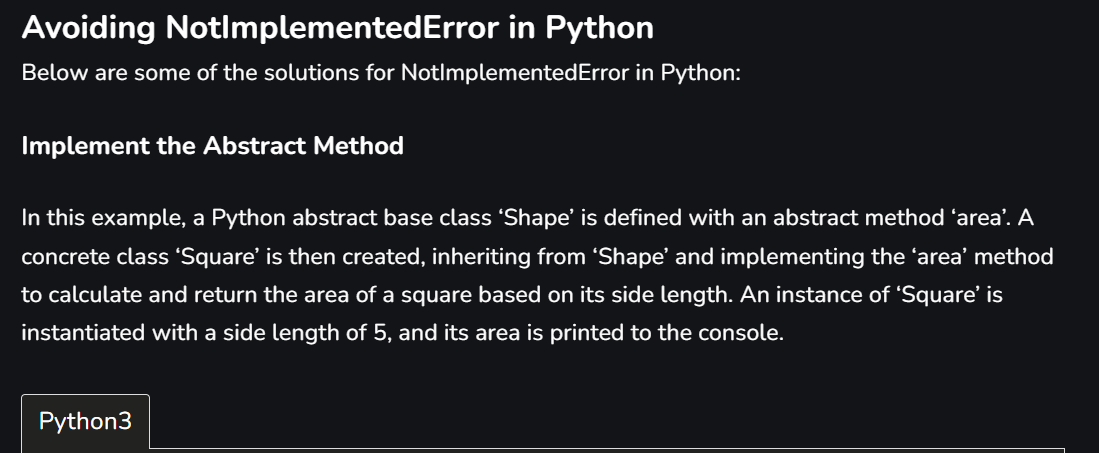 Avoiding NotImplementedError in Python
Below are some of the solutions for NotImplementedError in Python:
Implement the Abstract Method
In this example, a Python abstract base class ‘Shape’ is defined with an abstract method ‘area’. A
concrete class ‘Square’ is then created, inheriting from ‘Shape’ and implementing the ‘area’ method
to calculate and return the area of a square based on its side length. An instance of ‘Square’ is
instantiated with a side length of 5, and its area is printed to the console.
Python3